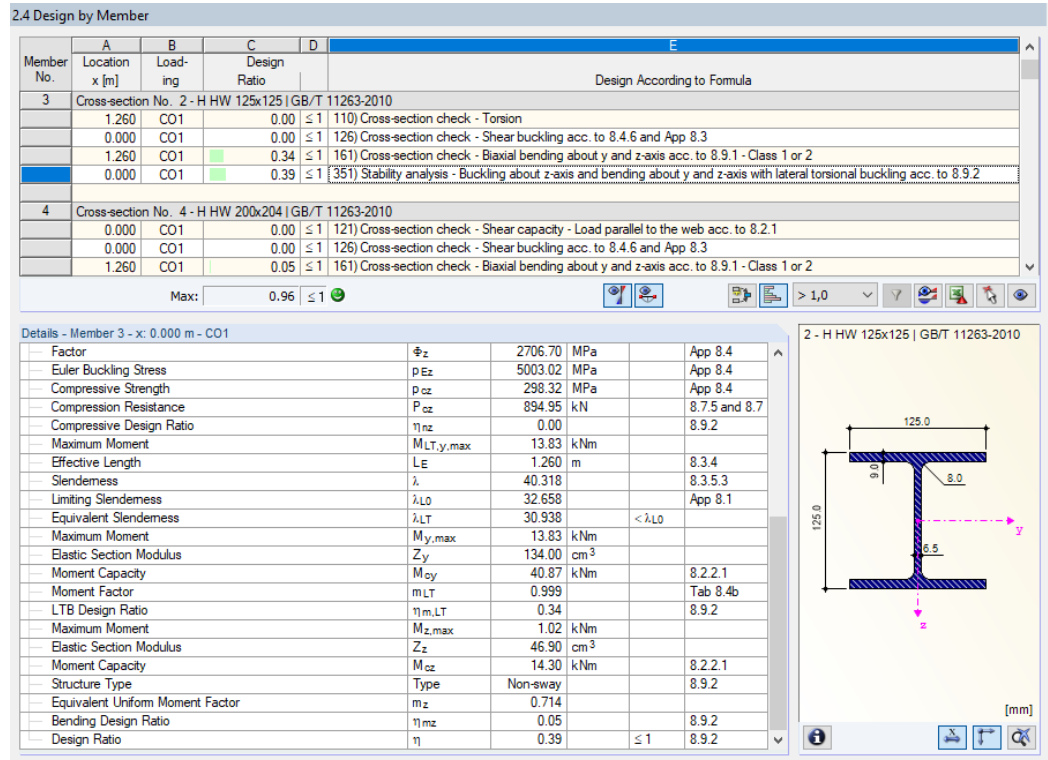 2.4 Design by Member
A B C D E
Member No. Location x [m] Load-ing Design Ratio Design According to Formula
3 Cross-section No. 2 - H HW 125x125 | GB/T 11263-2010
1.260 CO1 0.00 ≤ 1 110) Cross-section check - Torsion
0.000 CO1 0.00 ≤ 1 126) Cross-section check - Shear buckling acc. to 8.4.6 and App 8.3
1.260 CO1 0.34 ≤ 1 161) Cross-section check - Biaxial bending about y and z-axis acc. to 8.9.1 - Class 1 or 2
0.000 CO1 0.39 ≤ 1 351) Stability analysis - Buckling about z-axis and bending about y and z-axis with lateral torsional buckling acc. to 8.9.2
4 Cross-section No. 4 - H HW 200x204 | GB/T 11263-2010
0.000 CO1 0.00 ≤ 1 121) Cross-section check - Shear capacity - Load parallel to the web acc. to 8.2.1
0.000 CO1 0.00 ≤ 1 126) Cross-section check - Shear buckling acc. to 8.4.6 and App 8.3
1.260 CO1 0.05 ≤ 1 161) Cross-section check - Biaxial bending about y and z-axis acc. to 8.9.1 - Class 1 or 2
Max: 0.96 ≤ 1 > 1,0
Details - Member 3 - x: 0.000 m - CO1
Factor Φz 2706.70 MPa App 8.4
Euler Buckling Stress pEz 5003.02 MPa App 8.4
Compressive Strength pcz 298.32 MPa App 8.4
Compression Resistance Pcz 894.95 kN 8.7.5 and 8.7
Compressive Design Ratio ηnz 0.00 8.9.2
Maximum Moment MLT,y,max 13.83 kNm
Effective Length LE 1.260 m 8.3.4
Slenderness λ 40.318 8.3.5.3
Limiting Slenderness λL0 32.658 App 8.1
Equivalent Slenderness λLT 30.938 < λL0
Maximum Moment My,max 13.83 kNm
Elastic Section Modulus Zy 134.00 cm³
Moment Capacity Mcy 40.87 kNm 8.2.2.1
Moment Factor mLT 0.999 Tab 8.4b
LTB Design Ratio ηm,LT 0.34 8.9.2
Maximum Moment Mz,max 1.02 kNm
Elastic Section Modulus Zz 46.90 cm³
Moment Capacity Mcz 14.30 kNm 8.2.2.1
Structure Type Type Non-sway 8.9.2
Equivalent Uniform Moment Factor mz 0.714
Bending Design Ratio ηmz 0.05 8.9.2
Design Ratio η 0.39 ≤ 1 8.9.2
2 - H HW 125x125 | GB/T 11263-2010
125.0
9.0
8.0
125.0
y
6.5
z
[mm]